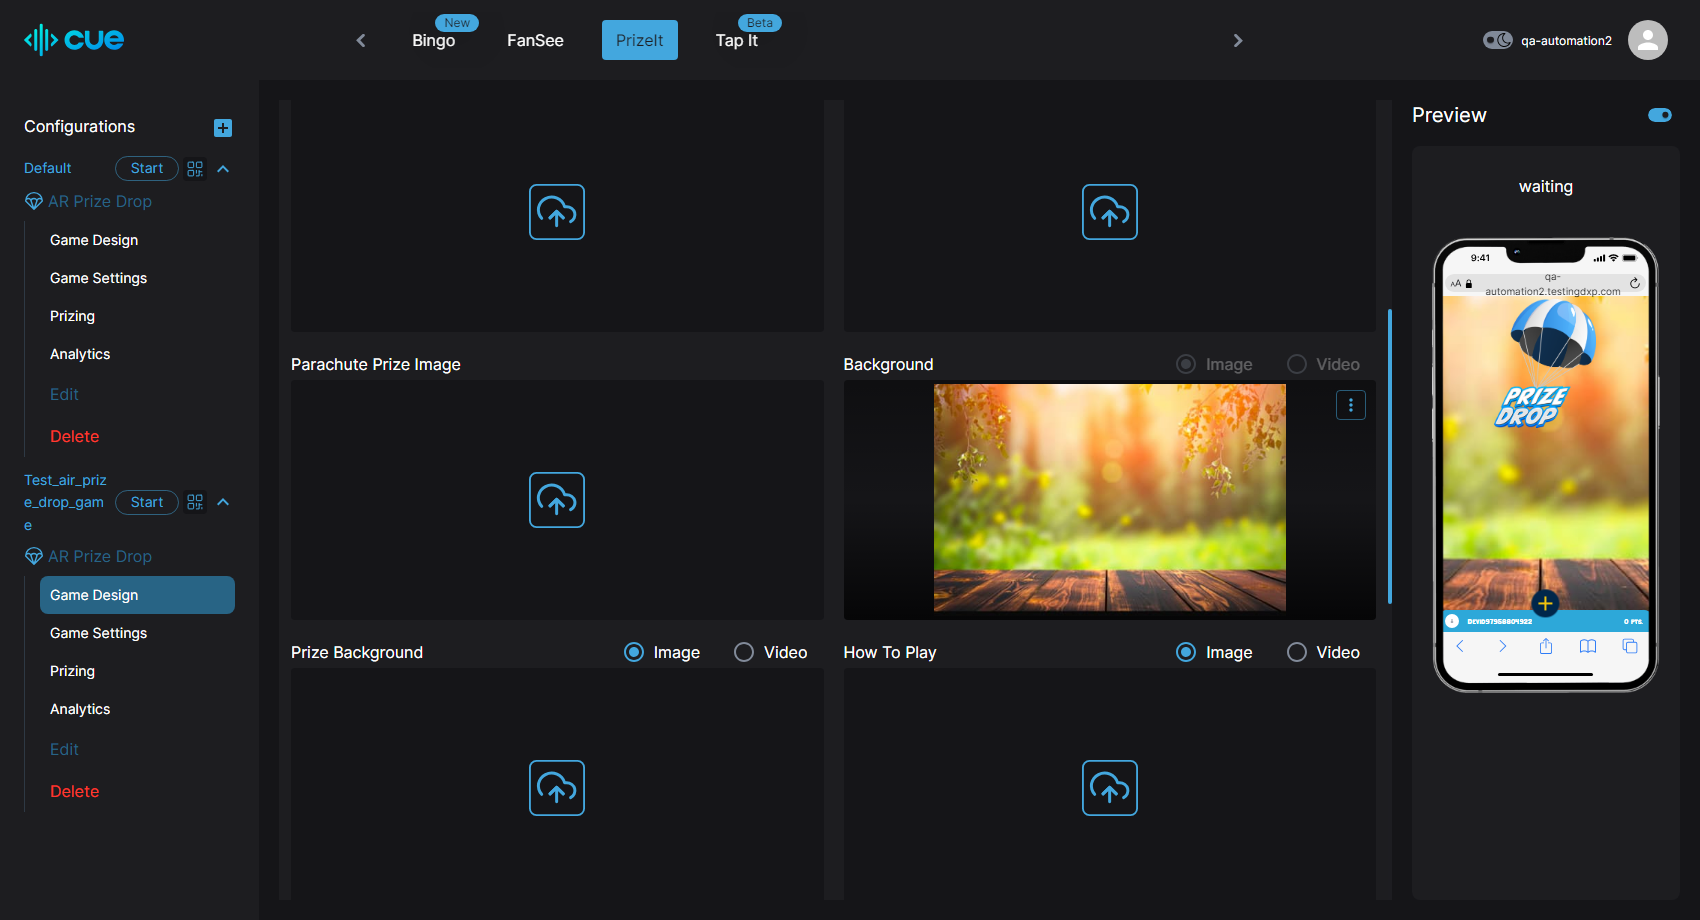 cue
New
Bingo
FanSee
PrizeIt
Beta
Tap It
qa-automation2
Configurations
Default
Start
AR Prize Drop
Game Design
Game Settings
Prizing
Analytics
Edit
Delete
Test_air_priz
e_drop_gam
e
Start
AR Prize Drop
Game Design
Game Settings
Prizing
Analytics
Edit
Delete
Parachute Prize Image
Background
Image
Video
Prize Background
Image
Video
How To Play
Image
Video
Preview
waiting
9:41
AA
qa-
automation2.testingdxp.com
PRIZE
DROP
0 PTS.